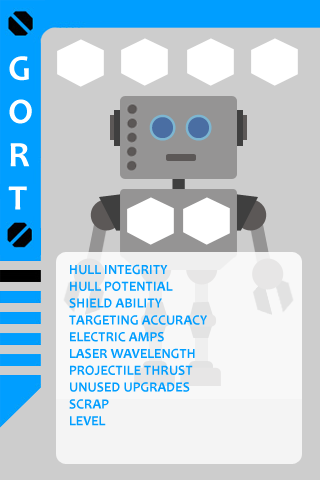 GORT
HULL INTEGRITY
HULL POTENTIAL
SHIELD ABILITY
TARGETING ACCURACY
ELECTRIC AMPS
LASER WAVELENGTH
PROJECTILE THRUST
UNUSED UPGRADES
SCRAP
LEVEL